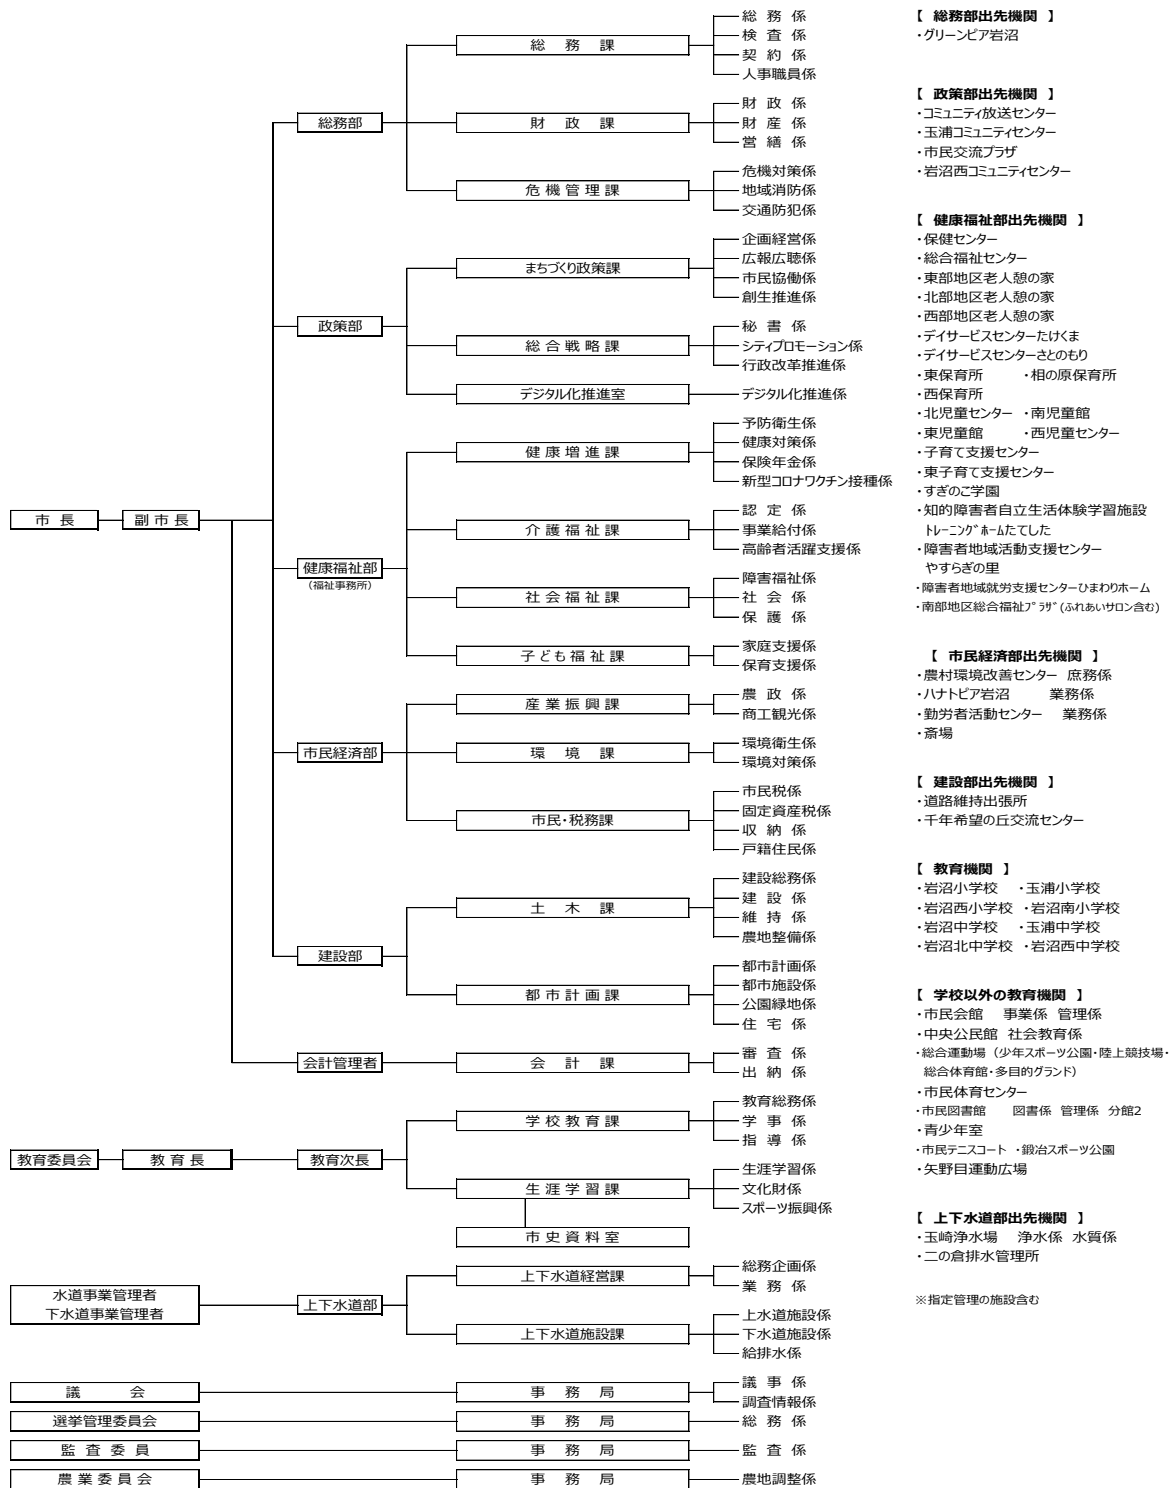 総務係
検査係
総務課
契約係
人事職員係
財政係
総務部
財政課
財産係
営繕係
危機対策係
危機管理課
地域消防係
交通防犯係
企画経営係
まちづくり政策課
広報広聴係
市民協働係
創生推進係
政策部
秘書係
総合戦略課
シティプロモーション係
行政改革推進係
デジタル化推進室
デジタル化推進係
予防衛生係
健康増進課
健康対策係
保険年金係
新型コロナワクチン接種係
市長
副市長
認定係
介護福祉課
事業給付係
高齢者活躍支援係
健康福祉部
(福祉事務所)
障害福祉係
社会福祉課
社会係
保護係
子ども福祉課
家庭支援係
保育支援係
産業振興課
農政係
商工観光係
市民経済部
環境課
環境衛生係
環境対策係
市民税係
市民・税務課
固定資産税係
収納係
戸籍住民係
建設総務係
土木課
建設係
維持係
農地整備係
建設部
都市計画係
都市計画課
都市施設係
公園緑地係
住宅係
会計管理者
会計課
審査係
出納係
教育総務係
学校教育課
学事係
指導係
教育委員会
教育長
教育次長
生涯学習係
生涯学習課
文化財係
スポーツ振興係
市史資料室
水道事業管理者
下水道事業管理者
上下水道部
上下水道経営課
総務企画係
業務係
上水道施設係
上下水道施設課
下水道施設係
給排水係
議会
事務局
議事係
調査情報係
選挙管理委員会
事務局
総務係
監査委員
事務局
監査係
農業委員会
事務局
農地調整係
【 総務部出先機関 】
・グリーンピア岩沼
【 政策部出先機関 】
・コミュニティ放送センター
・玉浦コミュニティセンター
・市民交流プラザ
・岩沼西コミュニティセンター
【 健康福祉部出先機関 】
・保健センター
・総合福祉センター
・東部地区老人憩の家
・北部地区老人憩の家
・西部地区老人憩の家
・デイサービスセンターたけくま
・デイサービスセンターさとのもり
・東保育所 ・相の原保育所
・西保育所
・北児童センター ・南児童館
・東児童館 ・西児童センター
・子育て支援センター
・東子育て支援センター
・すぎのこ学園
・知的障害者自立生活体験学習施設
トレーニングホームたてした
・障害者地域活動支援センター
やすらぎの里
・障害者地域就労支援センターひまわりホーム
・南部地区総合福祉プラザ(ふれあいサロン含む)
【 市民経済部出先機関 】
・農村環境改善センター 庶務係
・ハナトピア岩沼 業務係
・勤労者活動センター 業務係
・斎場
【 建設部出先機関 】
・道路維持出張所
・千年希望の丘交流センター
【 教育機関 】
・岩沼小学校 ・玉浦小学校
・岩沼西小学校 ・岩沼南小学校
・岩沼中学校 ・玉浦中学校
・岩沼北中学校 ・岩沼西中学校
【 学校以外の教育機関 】
・市民会館 事業係 管理係
・中央公民館 社会教育係
・総合運動場（少年スポーツ公園・陸上競技場・
総合体育館・多目的グランド）
・市民体育センター
・市民図書館 図書係 管理係 分館2
・青少年室
・市民テニスコート ・鍛冶スポーツ公園
・矢野目運動広場
【 上下水道部出先機関 】
・玉崎浄水場 浄水係 水質係
・二の倉排水管理所
※指定管理の施設含む